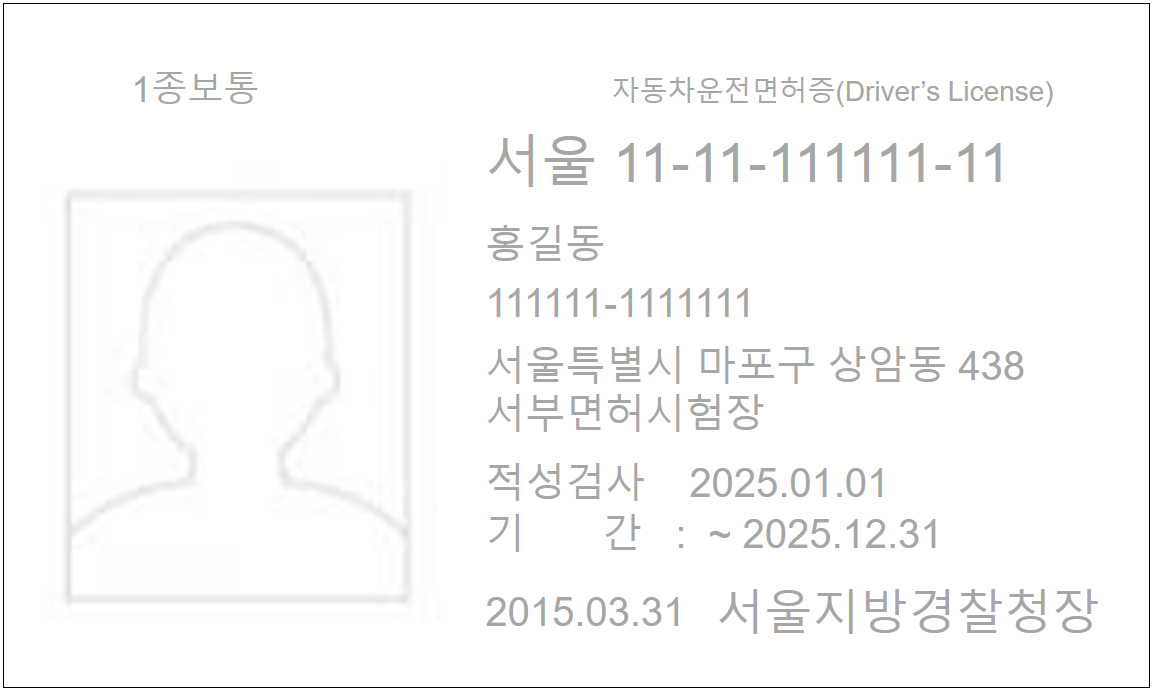 1종보통
자동차운전면허증(Driver’s License)
서울 11-11-111111-11
홍길동
111111-1111111
서울특별시 마포구 상암동 438
서부면허시험장
적성검사 2025.01.01
기 간 : ~ 2025.12.31
2015.03.31 서울지방경찰청장